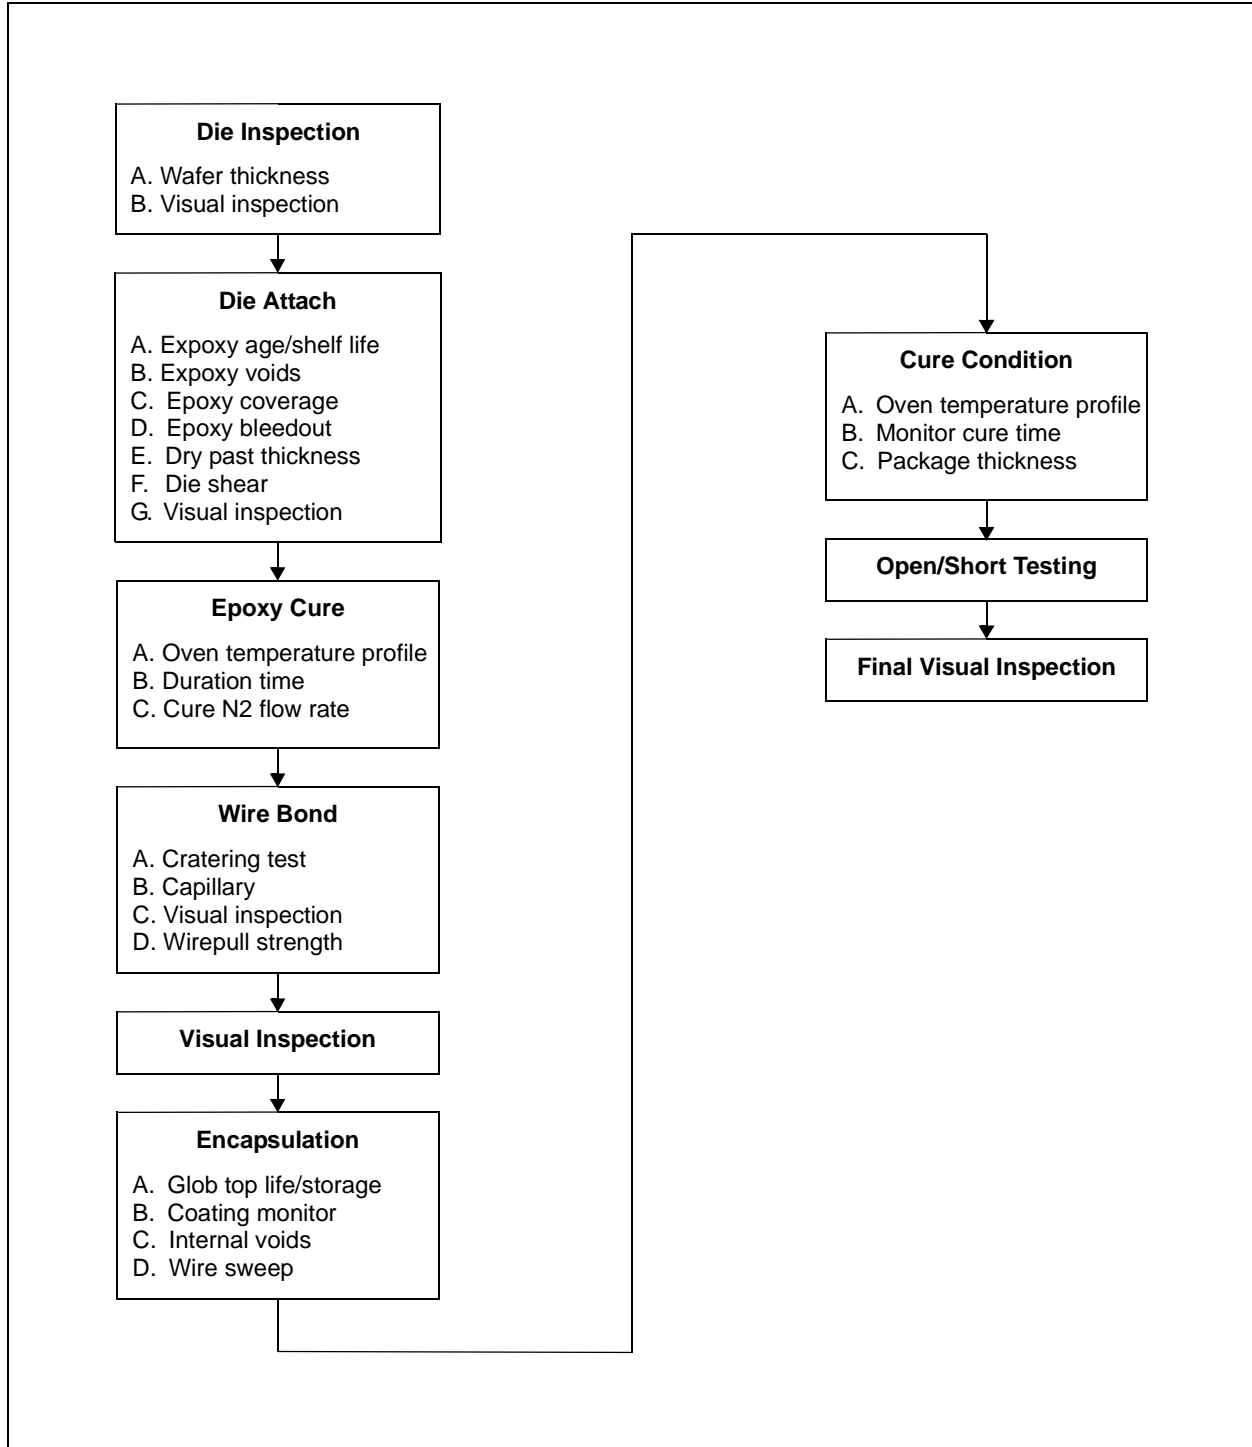 Die Inspection
A. Wafer thickness
B. Visual inspection
Die Attach
A. Expoxy age/shelf life
B. Expoxy voids
C. Epoxy coverage
D. Epoxy bleedout
E. Dry past thickness
F. Die shear
G. Visual inspection
Epoxy Cure
A. Oven temperature profile
B. Duration time
C. Cure N2 flow rate
Wire Bond
A. Cratering test
B. Capillary
C. Visual inspection
D. Wirepull strength
Visual Inspection
Encapsulation
A. Glob top life/storage
B. Coating monitor
C. Internal voids
D. Wire sweep
Cure Condition
A. Oven temperature profile
B. Monitor cure time
C. Package thickness
Open/Short Testing
Final Visual Inspection